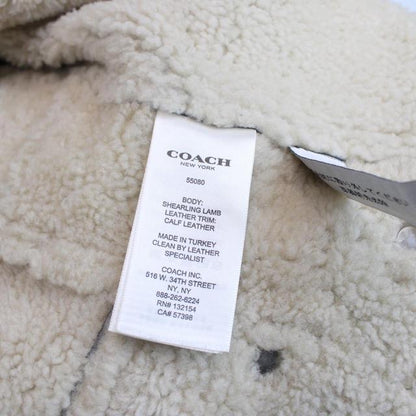 COACH
NEW YORK
55080
BODY:
SHEARLING LAMB
LEATHER TRIM:
CALF LEATHER
MADE IN TURKEY
CLEAN BY LEATHER
SPECIALIST
COACH INC.
516 W. 34TH STREET
NY, NY
888-262-6224
RN# 132154
CA# 57398